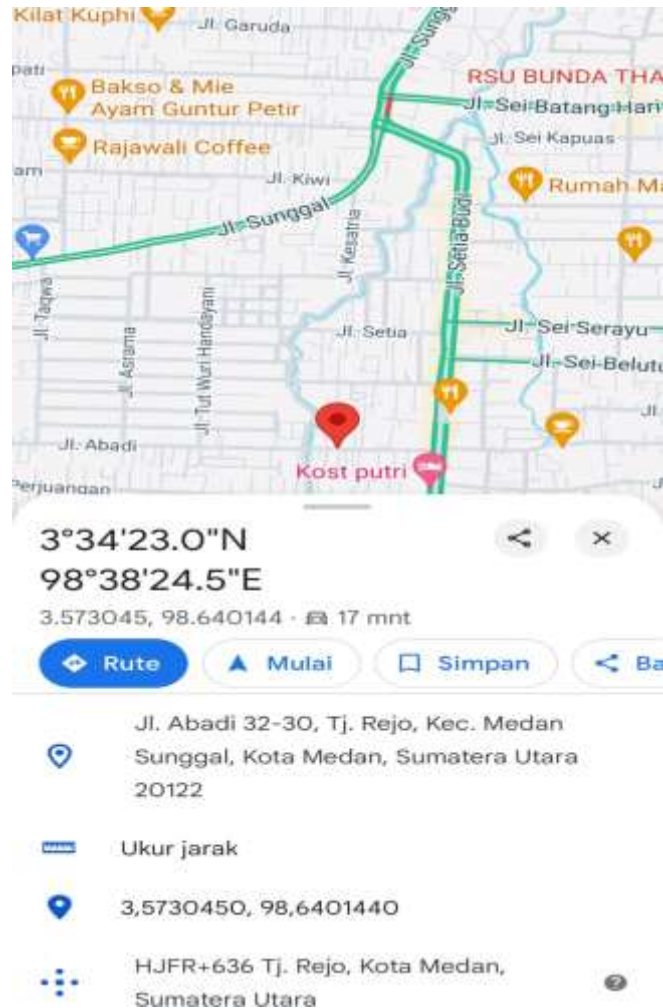 Kilat Kuphi
Jl. Garuda
Jl. Sungg
pati
Bakso & Mie
Ayam Guntur Petir
RSU BUNDA THA
Jl. Sei Batang Hari
Rajawali Coffee
Jl. Sei Kapuas
am
Jl. Kiwi
Rumah Ma
Jl. Sunggal
Jl. Kesatria
Jl. Setia Budi
Jl. Taqwa
Jl. Asrama
Jl. Tut Wuri Handayani
Jl. Setia
Jl. Sei Serayu
Jl. Sei Belutu
Jl.
Jl. Abadi
Kost putri
Perjuangan
3°34'23.0"N
98°38'24.5"E
3.573045, 98.640144 · 17 mnt
Rute
Mulai
Simpan
Ba
Jl. Abadi 32-30, Tj. Rejo, Kec. Medan
Sunggal, Kota Medan, Sumatera Utara
20122
Ukur jarak
3,5730450, 98,6401440
HJFR+636 Tj. Rejo, Kota Medan,
Sumatera Utara
?